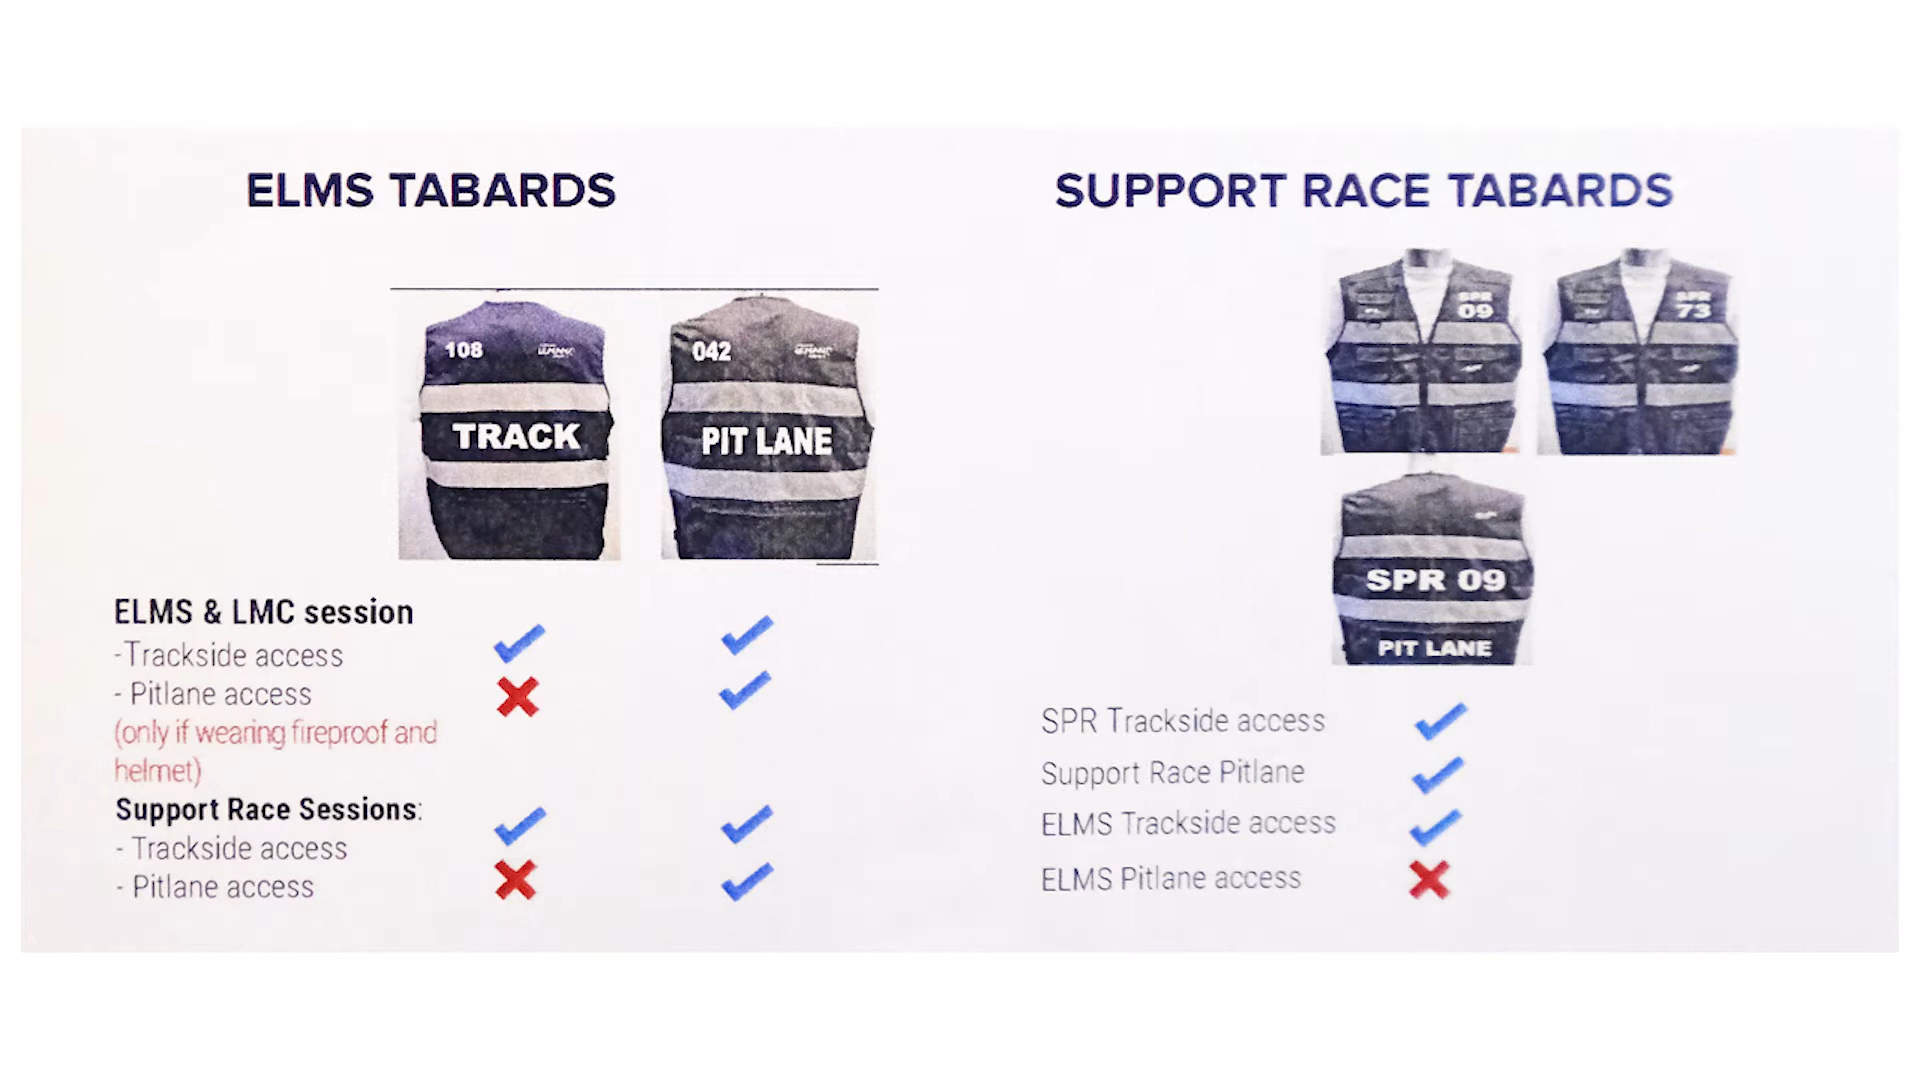 ELMS TABARDS
108
TRACK
042
PIT LANE
ELMS & LMC session
-Trackside access
- Pitlane access
(only if wearing fireproof and
helmet)
Support Race Sessions:
- Trackside access
- Pitlane access
SUPPORT RACE TABARDS
SPR
09
SPR
73
SPR 09
PIT LANE
SPR Trackside access
Support Race Pitlane
ELMS Trackside access
ELMS Pitlane access